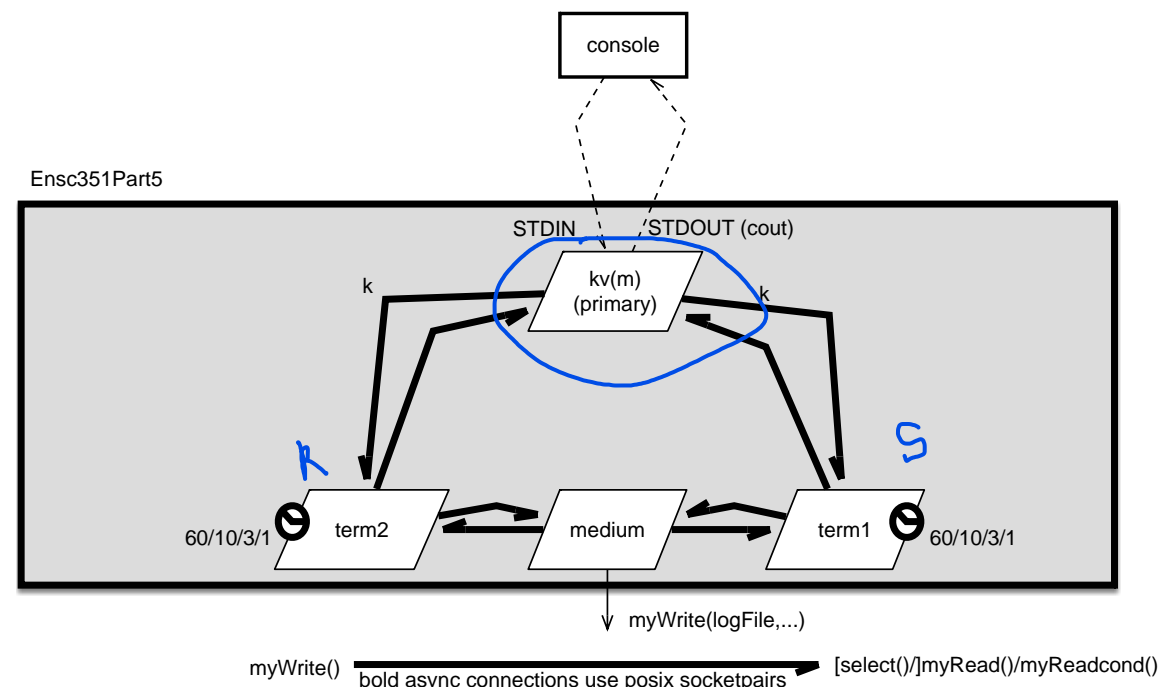 console
Ensc351Part5
STDIN STDOUT (cout)
kv(m)
(primary)
k
k
R
S
term2
medium
term1
60/10/3/1
60/10/3/1
myWrite(logFile,...)
myWrite() [select()/]myRead()/myReadcond()
bold async connections use posix socketpairs